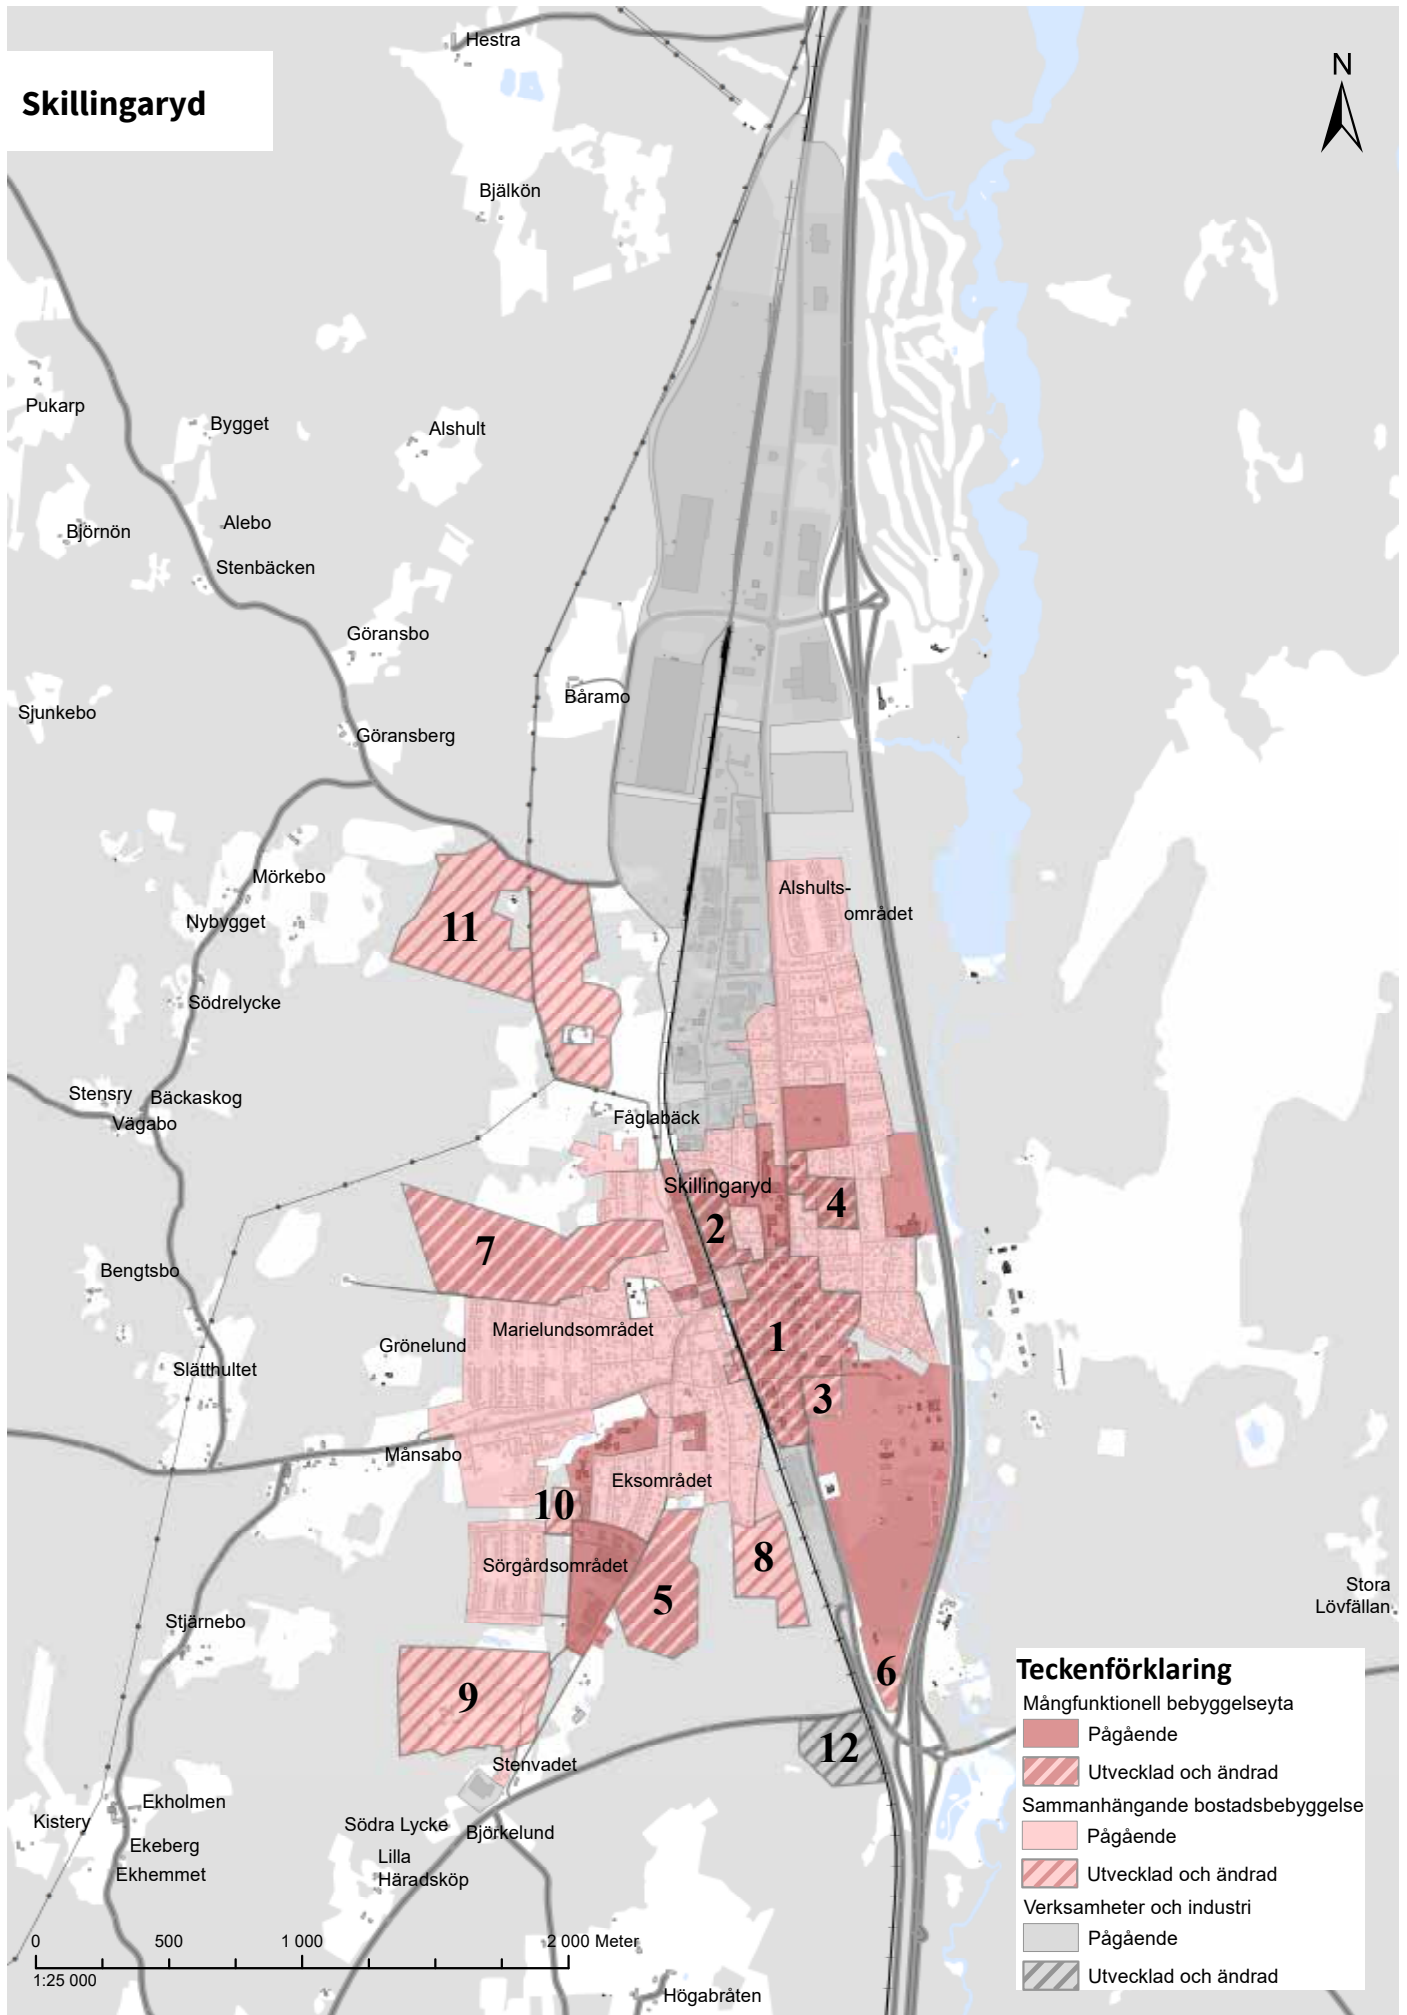 Hestra
N
Skillingaryd
Bjälkön
Pukarp
Bygget
Alshult
Björnön
Alebo
Stenbäcken
Göransbo
Båramo
Sjunkebo
Göransberg
Mörkebo
Alshults-
området
Nybygget
11
Södrelycke
Stensry
Bäckaskog
Vägabo
Fåglabäck
Skillingaryd
4
2
7
Bengtsbo
Marielundsområdet
1
Grönelund
Slätthultet
3
Månsabo
Eksområdet
10
8
Sörgårdsområdet
5
Stora
Lövfällan
Stjärnebo
6
9
12
Stenvadet
Ekholmen
Kistery
Södra Lycke
Björkelund
Ekeberg
Lilla
Häradsköp
Ekhemmet
Högabråten
0 500 1 000 2 000 Meter
1:25 000
Teckenförklaring
Mångfunktionell bebyggelseyta
Pågående
Utvecklad och ändrad
Sammanhängande bostadsbebyggelse
Pågående
Utvecklad och ändrad
Verksamheter och industri
Pågående
Utvecklad och ändrad